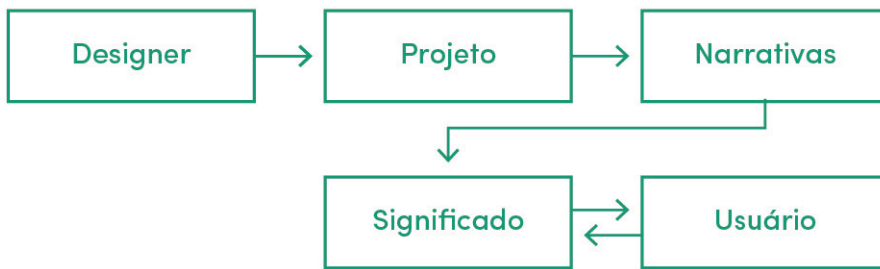 Designer
Projeto
Narrativas
Significado
Usuário